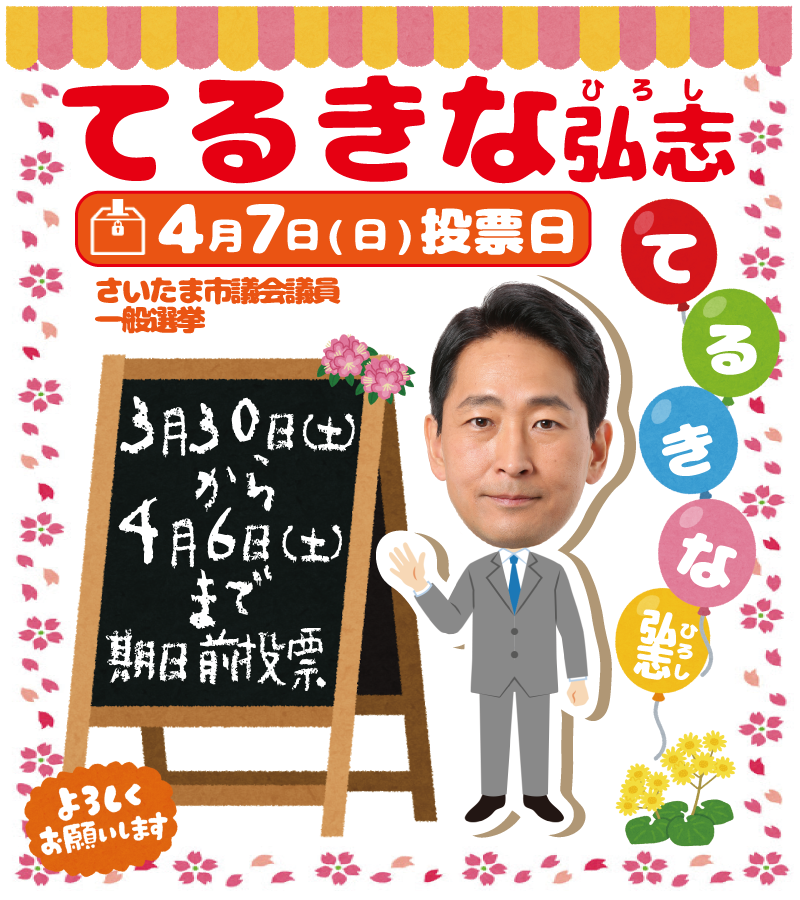 てるきな弘志
ひろし
4月7日(日)投票日
さいたま市議会議員
一般選挙
3月30日(土)
から
4月6日(土)
まで
期日前投票
て
る
き
な
弘志
ひろし
よろしく
お願いします